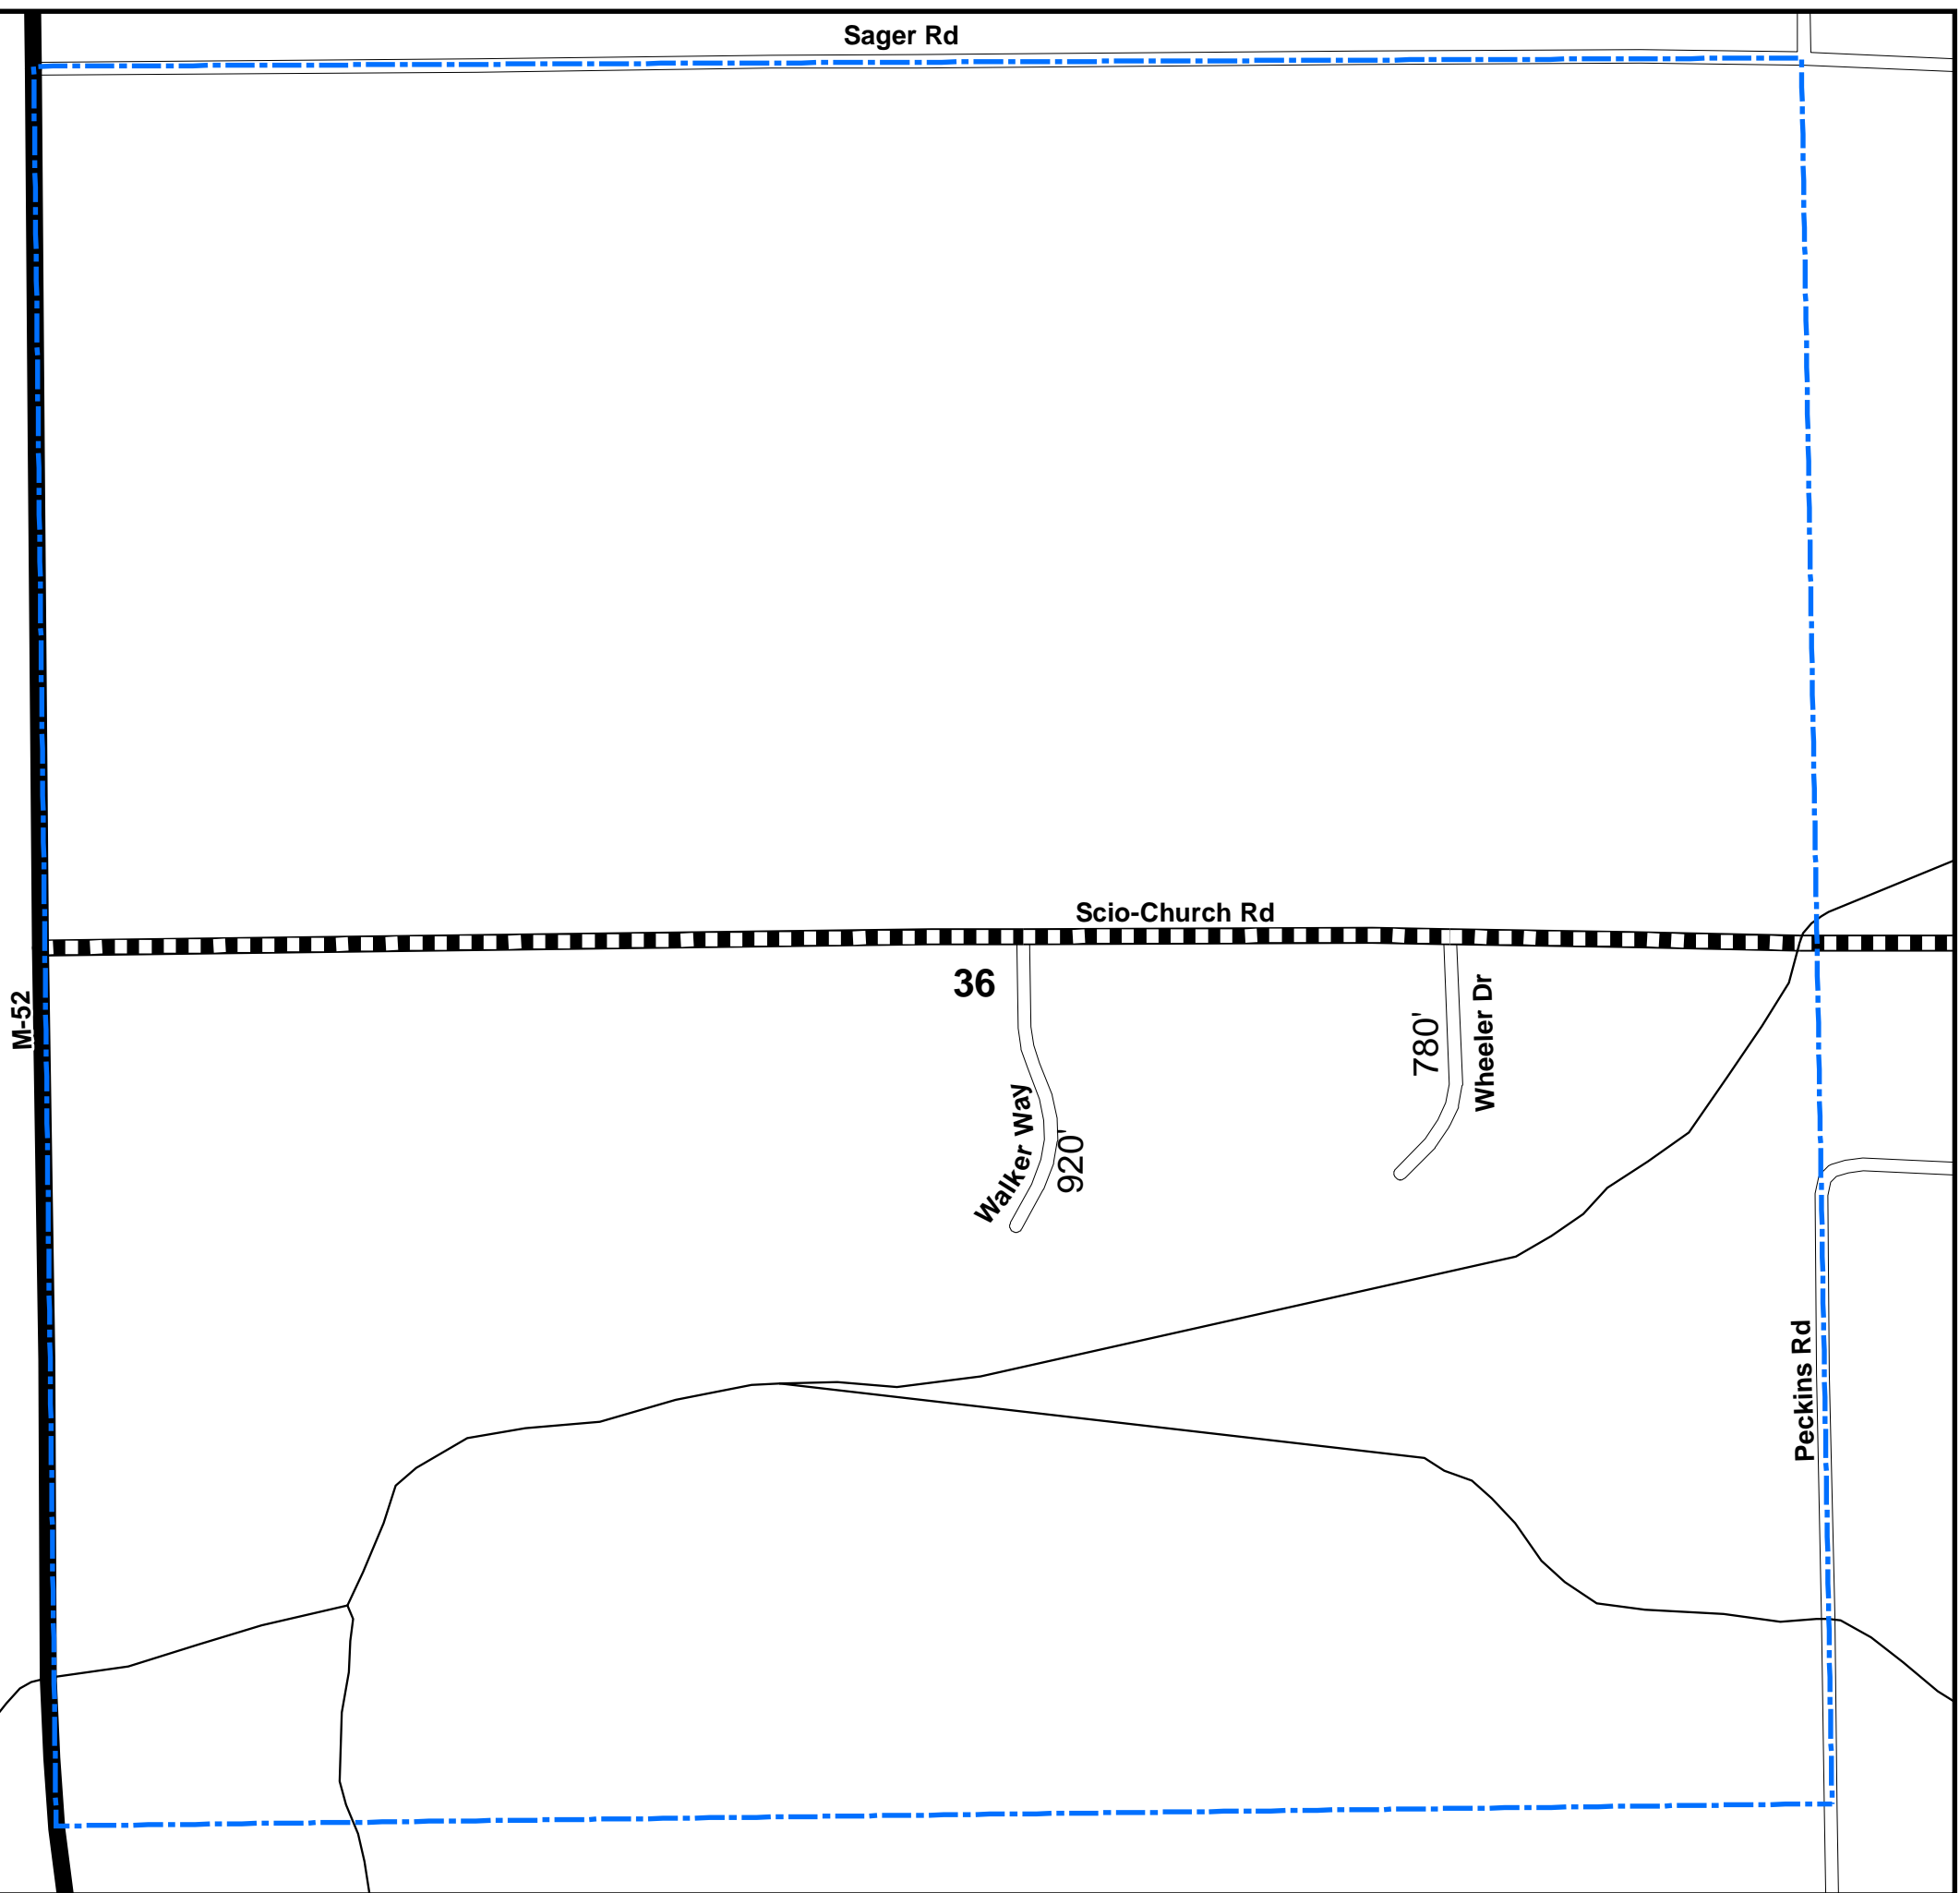 Sager Rd
Scio-Church Rd
36
M-52
780'
Wheeler Dr
Walker Way
920'
Peckins Rd